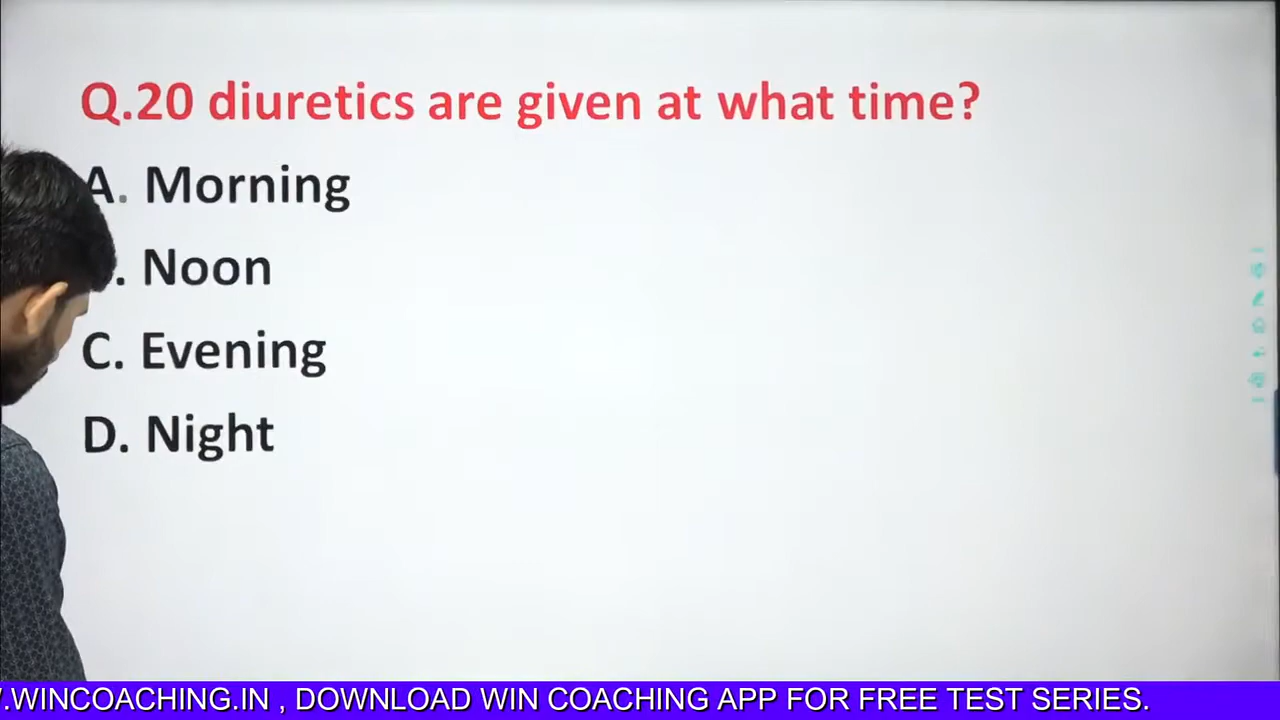 Q.20 diuretics are given at what time?
A. Morning
. Noon
C. Evening
D. Night
.WINCOACHING.IN , DOWNLOAD WIN COACHING APP FOR FREE TEST SERIES.